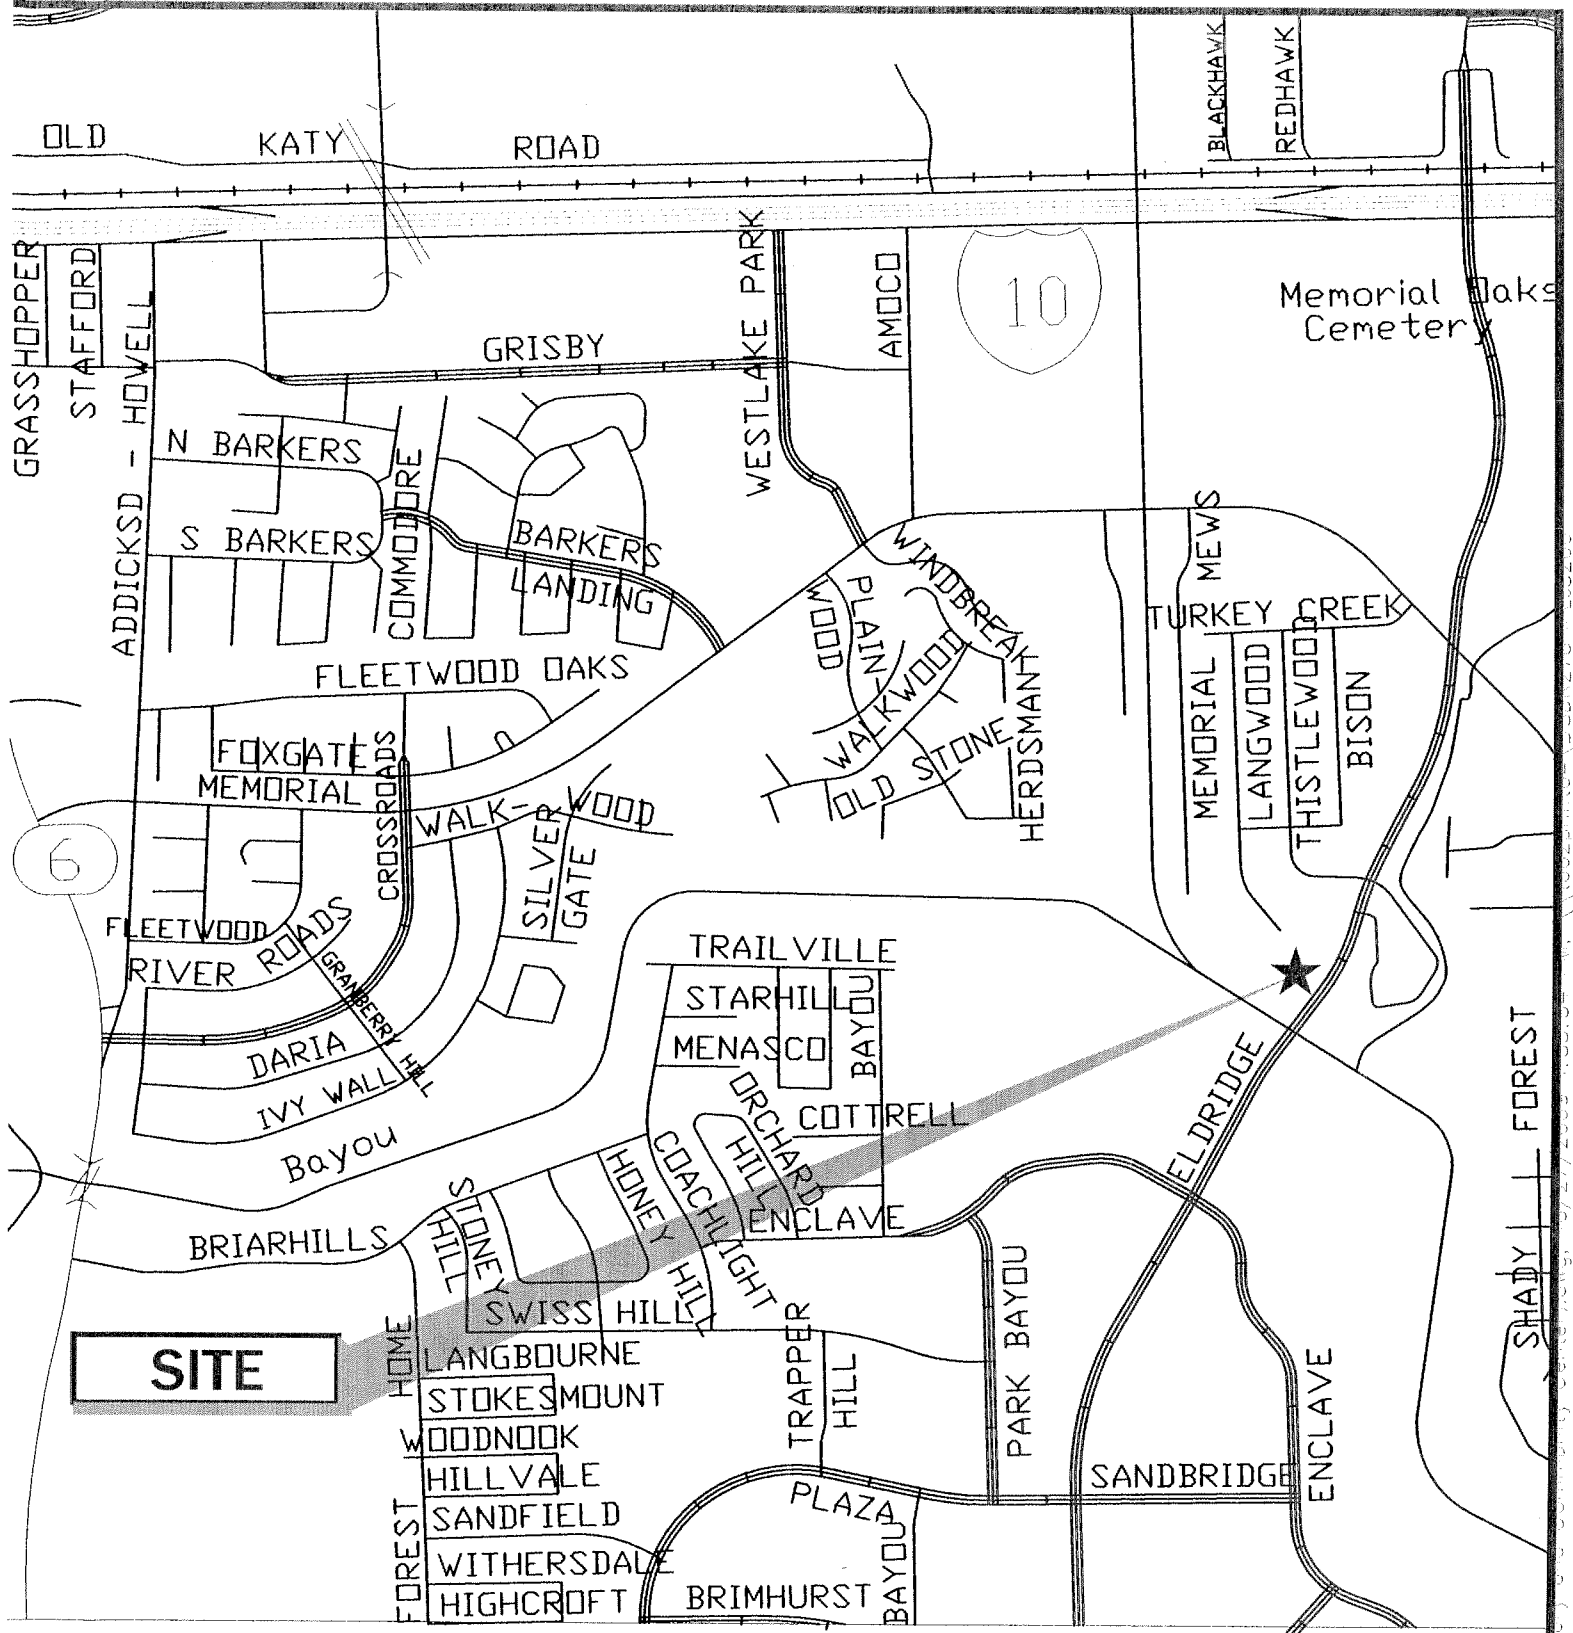 BLACKHAWK
REDHAWK
OLD KATY ROAD
GRASSHOPPER
STAFFORD
ADDICKSD - HOWELL
WESTLAKE PARK
AMOCO
10
Memorial Oaks
Cemetery
GRISBY
N BARKERS
COMMODORE
S BARKERS
BARKERS
LANDING
WINDBREAK
PLAIN-
WOOD
WALKWOOD
MEWS
TURKEY CREEK
FLEETWOOD OAKS
HERDSMANT
MEMORIAL
LANGWOOD
THISTLEWOOD
BISON
FOXGATE
CROSSROADS
MEMORIAL
OLD STONE
WALK- WOOD
SILVER
GATE
6
FLEETWOOD
RIVER ROADS
GRANBERRY HILL
TRAILVILLE
STARHILL
BAYOU
MENASCO
DARIA
IVY WALL
ORCHARD
HILL
COTTRELL
ELDRIDGE
FOREST
SHADY
Bayou
HONEY
COACHLIGHT
HILL
STONEY
HILL
ENCLAVE
BRIARHILLS
SWISS HILL
PARK BAYOU
SITE
HOME
LANGBOURNE
TRAPPER
HILL
STOKESMOUNT
WOODNOOK
ENCLAVE
HILLVALE
SANDBRIDGE
PLAZA
FOREST
SANDFIELD
BAYOU
WITHERSDALE
HIGHCROFT
BRIMHURST